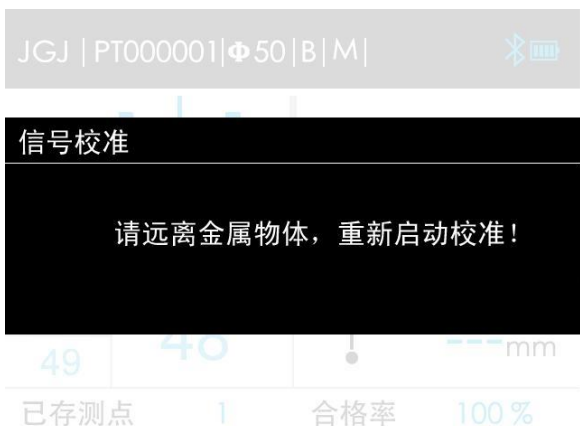 JGJ | PT000001|Φ50|B|M|
信号校准
请远离金属物体，重新启动校准！
49
48
---mm
已存测点 1 合格率 100%